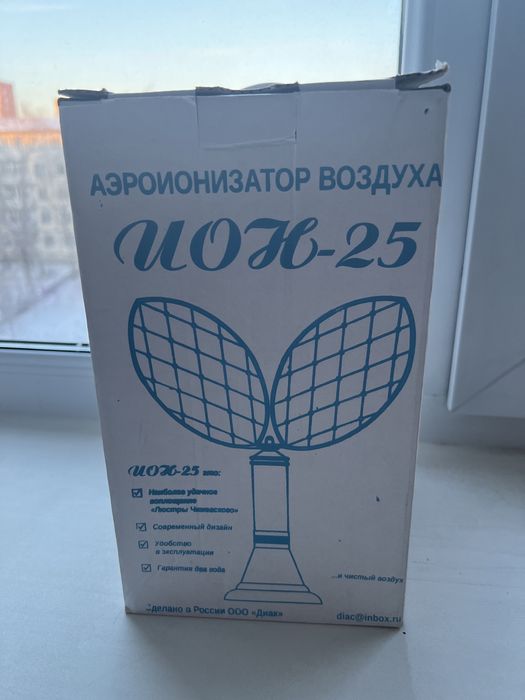 АЭРОИОНИЗАТОР ВОЗДУХА
ИОН-25
ИОН-25 это:
Наиболее удачное
воплощение
«Люстры Чижевского»
Современный дизайн
Удобство
в эксплуатации
Гарантия два года
...и чистый воздух
Сделано в России ООО «Диак»
diac@inbox.ru